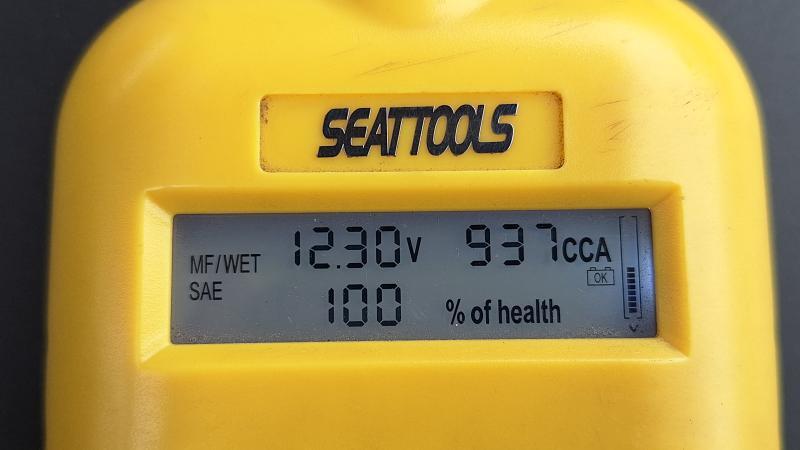 SEATTOOLS
MF/WET 12.30V 937CCA
OK
SAE 100 % of health
V